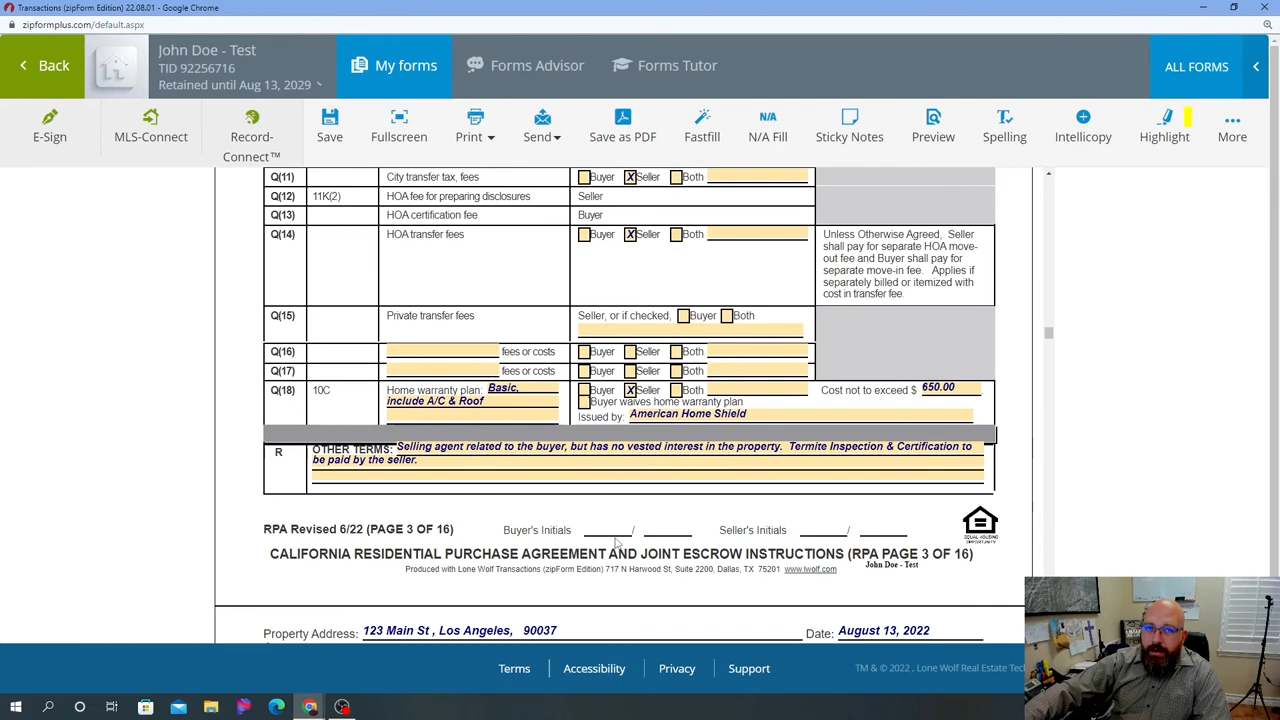 Transactions (zipForm Edition) 22.08.01 - Google Chrome
zipformplus.com/default.aspx
Back
John Doe - Test
TID 92256716
Retained until Aug 13, 2029
My forms
Forms Advisor
Forms Tutor
ALL FORMS
E-Sign
MLS-Connect
Record-Connect™
Save
Fullscreen
Print
Send
Save as PDF
Fastfill
N/A
N/A Fill
Sticky Notes
Preview
Spelling
Intellicopy
Highlight
More
Q(11) City transfer tax, fees Buyer X Seller Both
Q(12) 11K(2) HOA fee for preparing disclosures Seller
Q(13) HOA certification fee Buyer
Q(14) HOA transfer fees Buyer X Seller Both Unless Otherwise Agreed, Seller
shall pay for separate HOA move-
out fee and Buyer shall pay for
separate move-in fee. Applies if
separately billed or itemized with
cost in transfer fee.
Q(15) Private transfer fees Seller, or if checked, Buyer Both
Q(16) fees or costs Buyer Seller Both
Q(17) fees or costs Buyer Seller Both
Q(18) 10C Home warranty plan: Basic, Buyer X Seller Both Cost not to exceed $ 650.00
include A/C & Roof Buyer waives home warranty plan
Issued by: American Home Shield
R OTHER TERMS: Selling agent related to the buyer, but has no vested interest in the property. Termite Inspection & Certification to
be paid by the seller.
RPA Revised 6/22 (PAGE 3 OF 16) Buyer's Initials / Seller's Initials /
EQUAL HOUSING
OPPORTUNITY
CALIFORNIA RESIDENTIAL PURCHASE AGREEMENT AND JOINT ESCROW INSTRUCTIONS (RPA PAGE 3 OF 16)
Produced with Lone Wolf Transactions (zipForm Edition) 717 N Harwood St, Suite 2200, Dallas, TX 75201 www.lwolf.com John Doe - Test
Property Address: 123 Main St , Los Angeles, 90037 Date: August 13, 2022
Terms
Accessibility
Privacy
Support
TM & © 2022 , Lone Wolf Real Estate